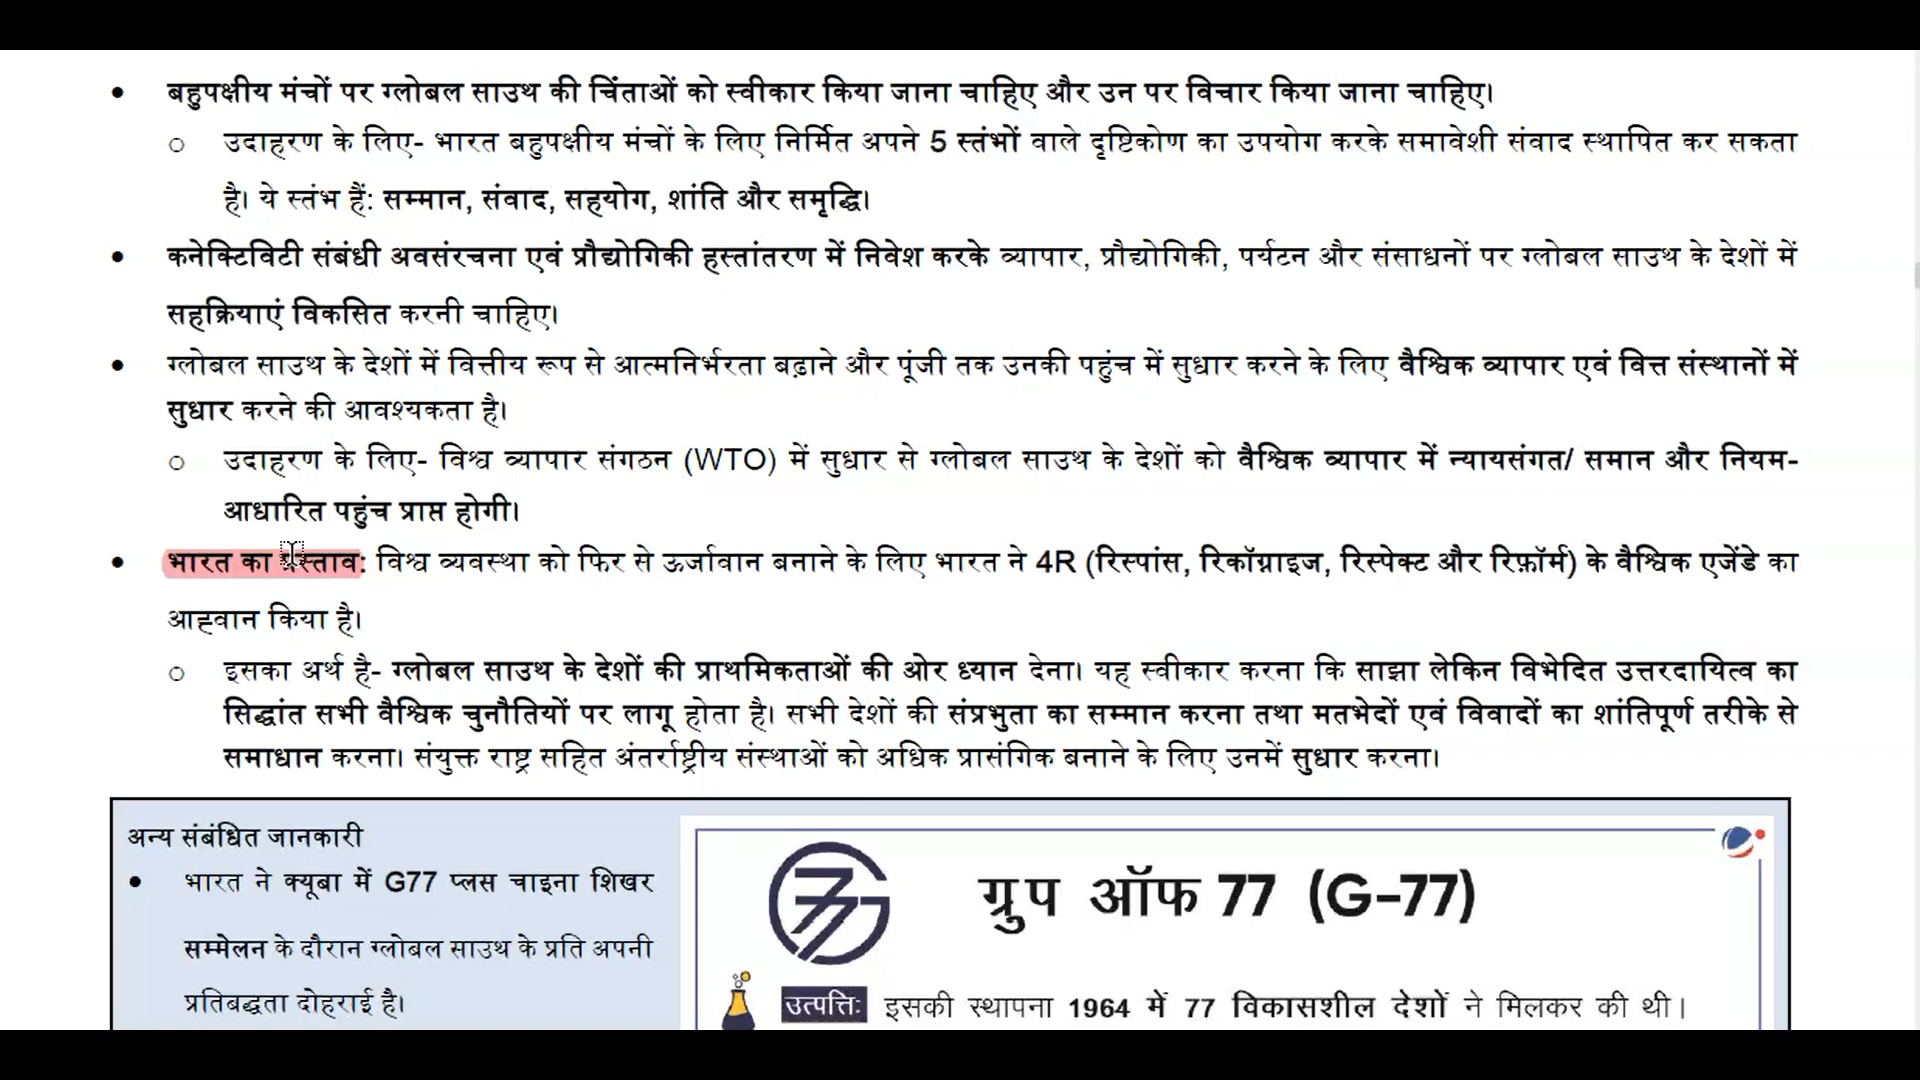 • बहुपक्षीय मंचों पर ग्लोबल साउथ की चिंताओं को स्वीकार किया जाना चाहिए और उन पर विचार किया जाना चाहिए।
o उदाहरण के लिए- भारत बहुपक्षीय मंचों के लिए निर्मित अपने 5 स्तंभों वाले दृष्टिकोण का उपयोग करके समावेशी संवाद स्थापित कर सकता
है। ये स्तंभ हैं: सम्मान, संवाद, सहयोग, शांति और समृद्धि।
• कनेक्टिविटी संबंधी अवसंरचना एवं प्रौद्योगिकी हस्तांतरण में निवेश करके व्यापार, प्रौद्योगिकी, पर्यटन और संसाधनों पर ग्लोबल साउथ के देशों में
सहक्रियाएं विकसित करनी चाहिए।
• ग्लोबल साउथ के देशों में वित्तीय रूप से आत्मनिर्भरता बढ़ाने और पूंजी तक उनकी पहुंच में सुधार करने के लिए वैश्विक व्यापार एवं वित्त संस्थानों में
सुधार करने की आवश्यकता है।
o उदाहरण के लिए- विश्व व्यापार संगठन (WTO) में सुधार से ग्लोबल साउथ के देशों को वैश्विक व्यापार में न्यायसंगत/ समान और नियम-
आधारित पहुंच प्राप्त होगी।
• भारत का प्रस्ताव: विश्व व्यवस्था को फिर से ऊर्जावान बनाने के लिए भारत ने 4R (रिस्पांस, रिकॉग्नाइज, रिस्पेक्ट और रिफ़ॉर्म) के वैश्विक एजेंडे का
आह्वान किया है।
o इसका अर्थ है- ग्लोबल साउथ के देशों की प्राथमिकताओं की ओर ध्यान देना। यह स्वीकार करना कि साझा लेकिन विभेदित उत्तरदायित्व का
सिद्धांत सभी वैश्विक चुनौतियों पर लागू होता है। सभी देशों की संप्रभुता का सम्मान करना तथा मतभेदों एवं विवादों का शांतिपूर्ण तरीके से
समाधान करना। संयुक्त राष्ट्र सहित अंतर्राष्ट्रीय संस्थाओं को अधिक प्रासंगिक बनाने के लिए उनमें सुधार करना।
अन्य संबंधित जानकारी
• भारत ने क्यूबा में G77 प्लस चाइना शिखर
सम्मेलन के दौरान ग्लोबल साउथ के प्रति अपनी
प्रतिबद्धता दोहराई है।
ग्रुप ऑफ 77 (G-77)
उत्पत्ति: इसकी स्थापना 1964 में 77 विकासशील देशों ने मिलकर की थी।